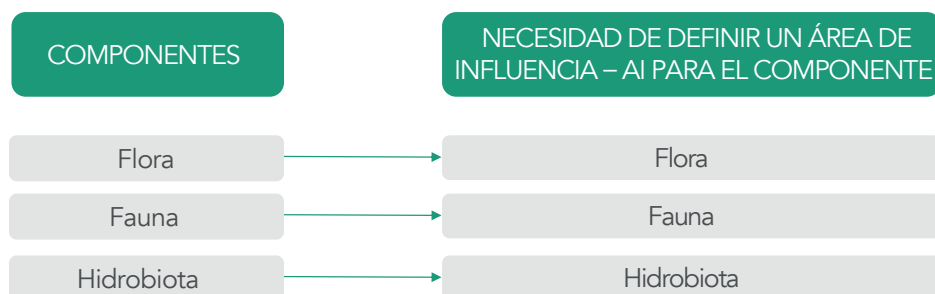 COMPONENTES
NECESIDAD DE DEFINIR UN ÁREA DE
INFLUENCIA – AI PARA EL COMPONENTE
Flora
Flora
Fauna
Fauna
Hidrobiota
Hidrobiota